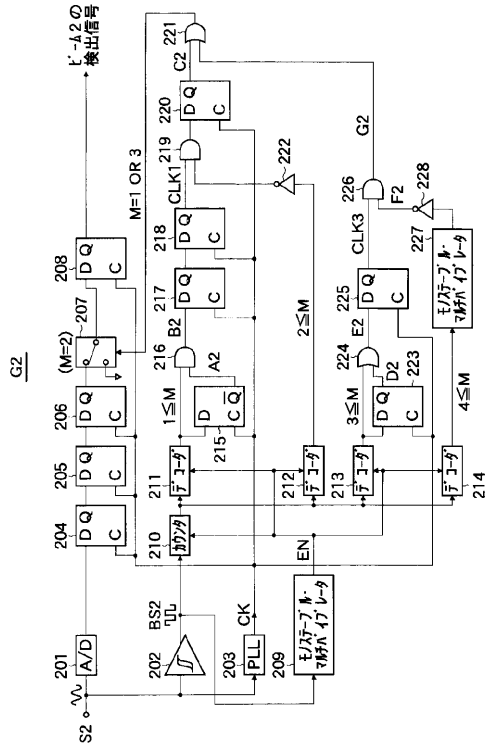 G2
S2
201
A/D
204
D Q
C
205
D Q
C
206
D Q
C
207
(M=2)
208
D Q
C
ビーム2の
検出信号
M=1 OR 3
202
BS2
203
PLL
CK
209
モノステーブル・
マルチバイブレータ
EN
210
カウンタ
211
デコーダ
1≦M
212
デコーダ
2≦M
213
デコーダ
3≦M
214
デコーダ
4≦M
215
D
C Q
A2
216
B2
217
D Q
C
218
D Q
C
CLK1
219
220
D Q
C
C2
221
222
223
D Q
C
D2
224
E2
225
D Q
C
CLK3
226
G2
227
モノステーブル・
マルチバイブレータ
228
F2